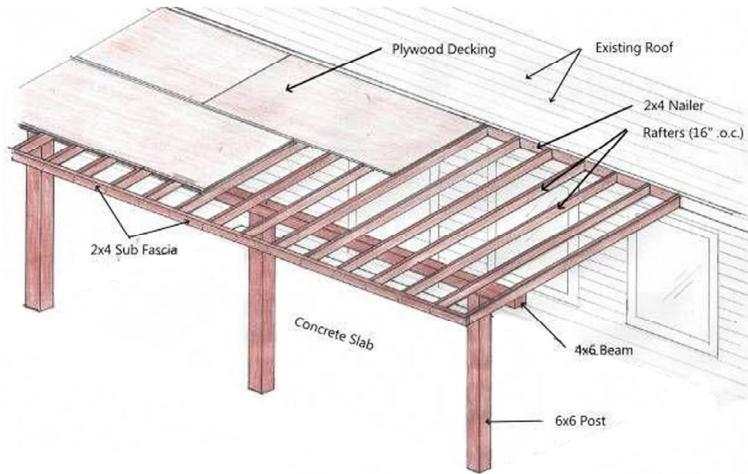 Plywood Decking
Existing Roof
2x4 Nailer
Rafters (16" .o.c.)
2x4 Sub Fascia
Concrete Slab
4x6 Beam
6x6 Post